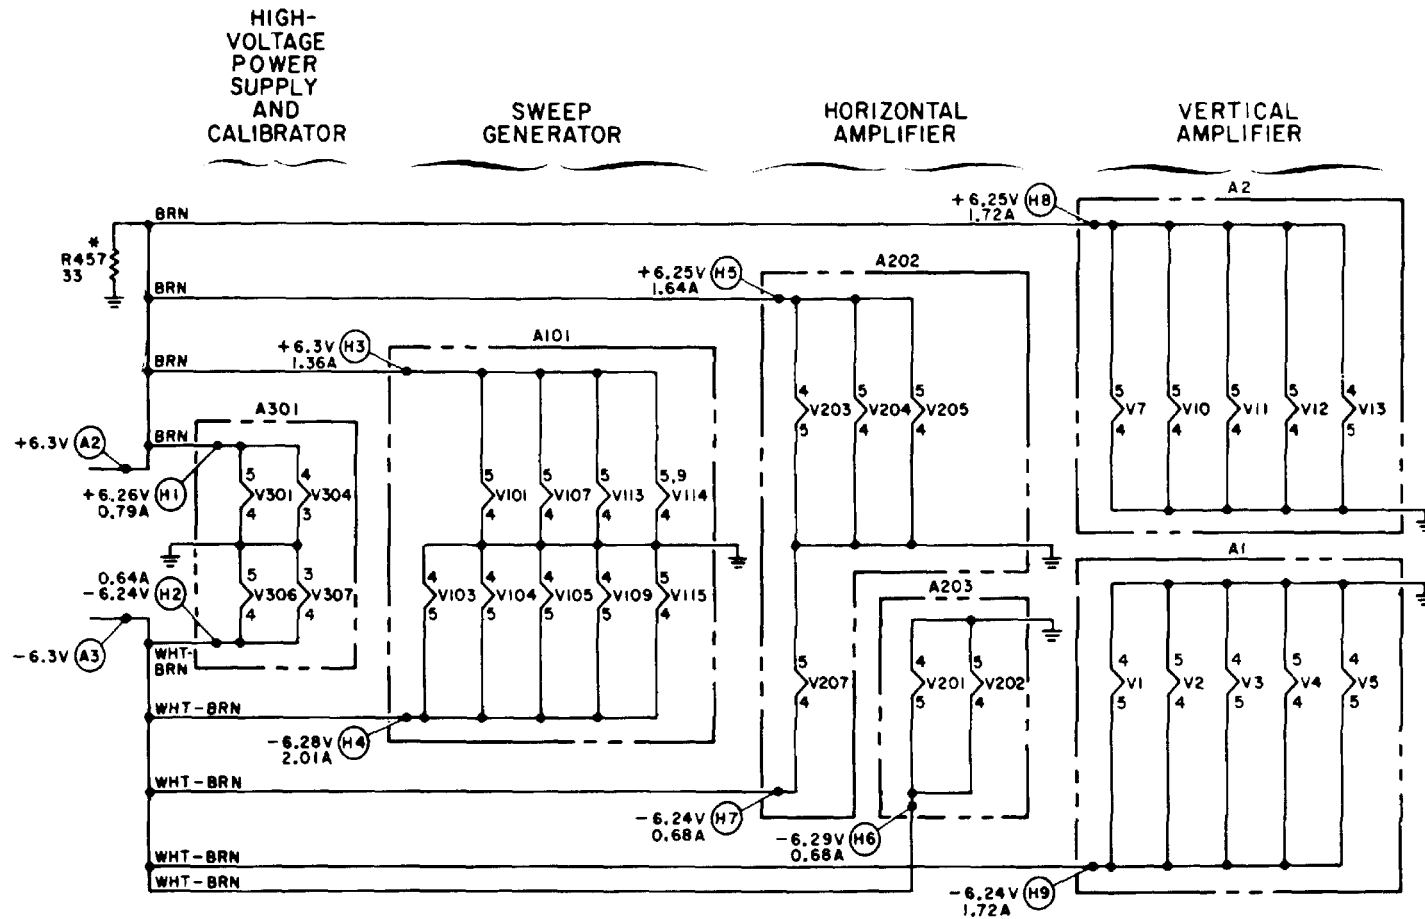 HIGH-
VOLTAGE
POWER
SUPPLY
AND
CALIBRATOR
SWEEP
GENERATOR
HORIZONTAL
AMPLIFIER
VERTICAL
AMPLIFIER
BRN
+6.25V H8
1.72A
A2
*
R457
33
BRN
+6.25V H5
1.64A
A202
BRN
+6.3V H3
1.36A
A101
4 5 5
V203 V204 V205
5 4 4
5 5 5 5 4
V7 V10 V11 V12 V13
4 4 4 4 5
A301
+6.3V A2
BRN
+6.26V H1
0.79A
5 4
V301 V304
4 3
5 5 5 5,9
V101 V107 V113 V114
4 4 4 4
0.64A
-6.24V H2
5 3
V306 V307
4 4
4 4 5 4 5
V103 V104 V105 V109 V115
5 5 4 5 4
A203
A1
-6.3V A3
WHT-
BRN
5
V207
4
4 5
V201 V202
5 4
4 5 4 5 4
V1 V2 V3 V4 V5
5 4 5 4 5
WHT-BRN
-6.28V H4
2.01A
WHT-BRN
-6.24V H7
0.68A
-6.29V H6
0.68A
WHT-BRN
WHT-BRN
-6.24V H9
1.72A